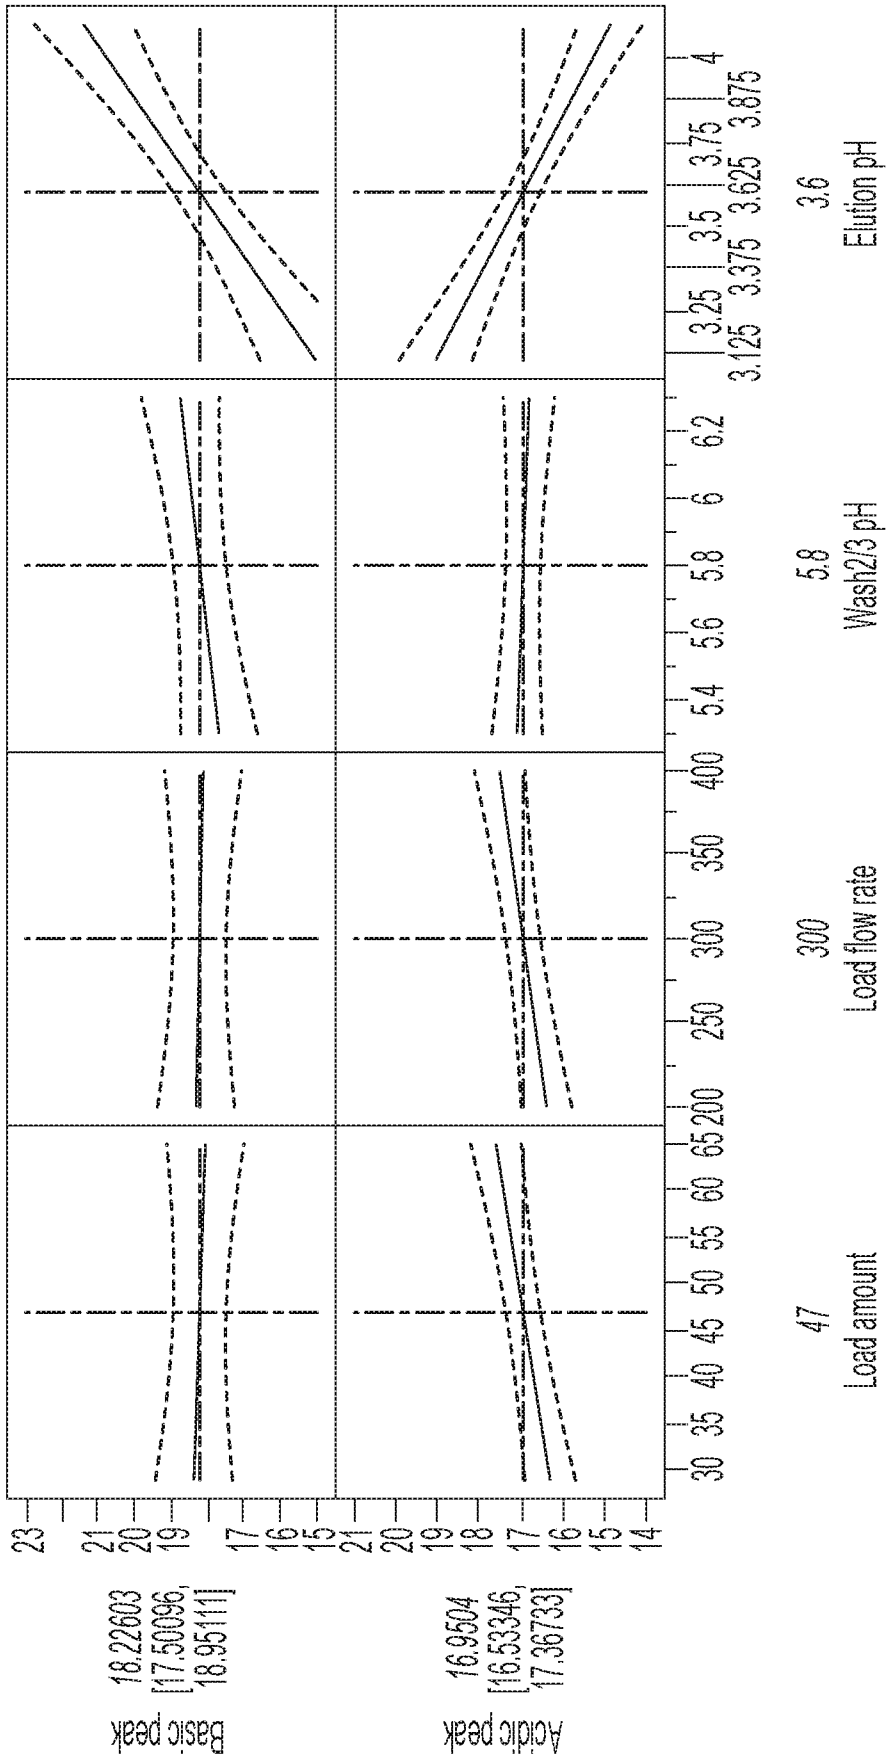 Basic peak
18.22603
[17.50096,
18.95111]
23
21
20
19
17
16
15
Acidic peak
16.9504
[16.53346,
17.36733]
21
20
19
18
17
16
15
14
30 35 40 45 50 55 60 65
200 250 300 350 400
5.4 5.6 5.8 6 6.2
3.125 3.25 3.375 3.5 3.625 3.75 3.875 4
47
Load amount
300
Load flow rate
5.8
Wash2/3 pH
3.6
Elution pH